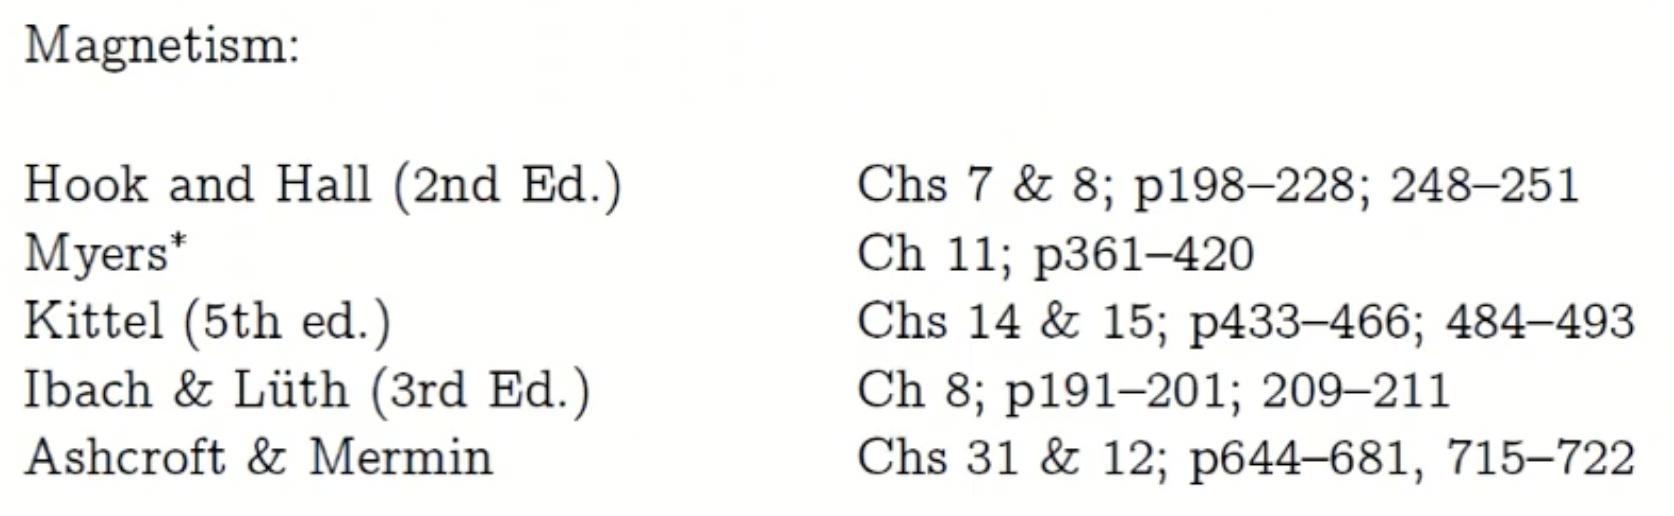 Magnetism:
Hook and Hall (2nd Ed.) Chs 7 & 8; p198–228; 248–251
Myers* Ch 11; p361–420
Kittel (5th ed.) Chs 14 & 15; p433–466; 484–493
Ibach & Lüth (3rd Ed.) Ch 8; p191–201; 209–211
Ashcroft & Mermin Chs 31 & 12; p644–681, 715–722